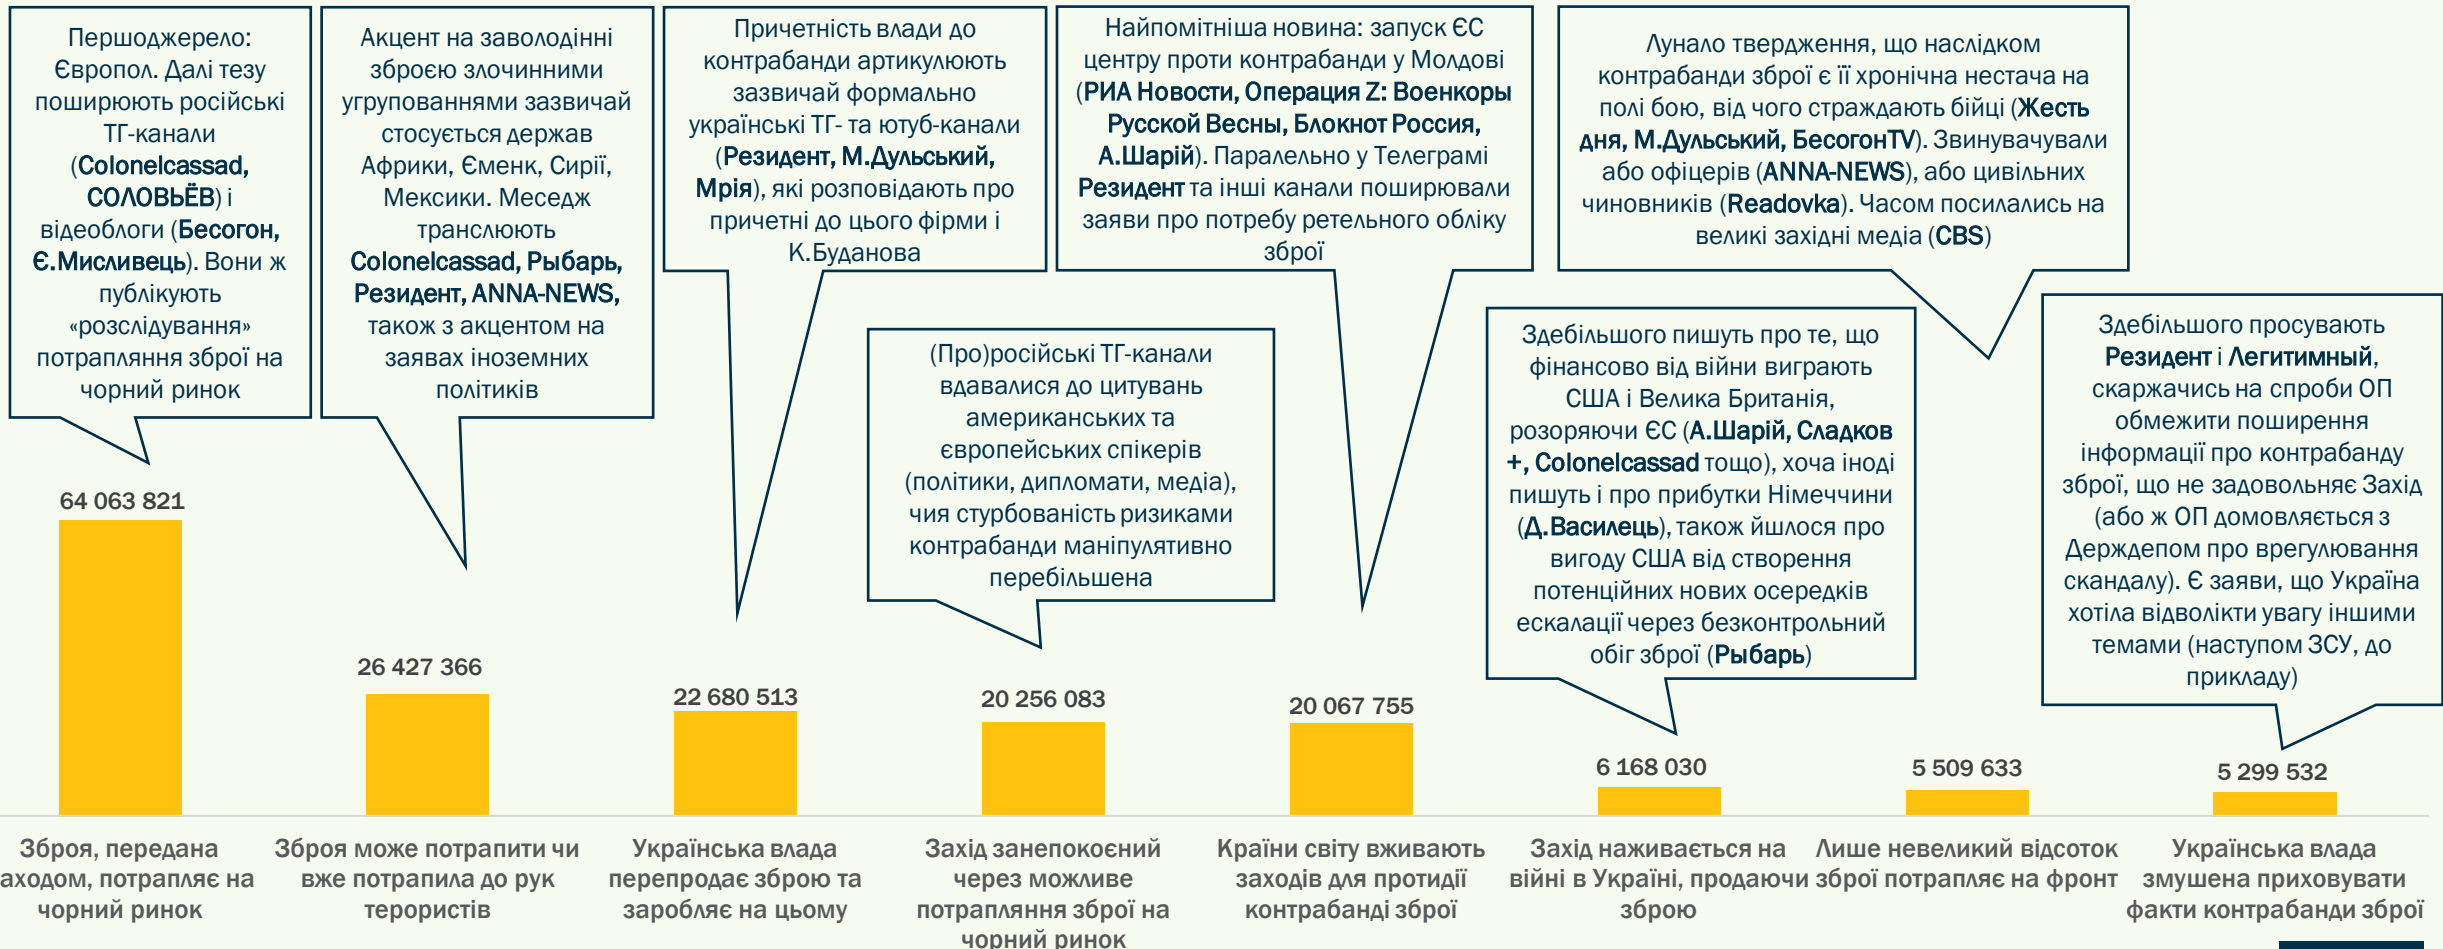 Першоджерело:
Європол. Далі тезу
поширюють російські
ТГ-канали
(Colonelcassad,
СОЛОВЬЁВ) і
відеоблоги (Бесогон,
Є.Мисливець). Вони ж
публікують
«розслідування»
потрапляння зброї на
чорний ринок
Акцент на заволодінні
зброєю злочинними
угрупованнями зазвичай
стосується держав
Африки, Єменк, Сирії,
Мексики. Меседж
транслюють
Colonelcassad, Рыбарь,
Резидент, ANNA-NEWS,
також з акцентом на
заявах іноземних
політиків
Причетність влади до
контрабанди артикулюють
зазвичай формально
українські ТГ- та ютуб-канали
(Резидент, М.Дульський,
Мрія), які розповідають про
причетні до цього фірми і
К.Буданова
(Про)російські ТГ-канали
вдавалися до цитувань
американських та
європейських спікерів
(політики, дипломати, медіа),
чия стурбованість ризиками
контрабанди маніпулятивно
перебільшена
Найпомітніша новина: запуск ЄС
центру проти контрабанди у Молдові
(РИА Новости, Операция Z: Военкоры
Русской Весны, Блокнот Россия,
А.Шарій). Паралельно у Телеграмі
Резидент та інші канали поширювали
заяви про потребу ретельного обліку
зброї
Здебільшого пишуть про те, що
фінансово від війни виграють
США і Велика Британія,
розоряючи ЄС (А.Шарій, Сладков
+, Colonelcassad тощо), хоча іноді
пишуть і про прибутки Німеччини
(Д.Василець), також йшлося про
вигоду США від створення
потенційних нових осередків
ескалації через безконтрольний
обіг зброї (Рыбарь)
Лунало твердження, що наслідком
контрабанди зброї є її хронічна нестача на
полі бою, від чого страждають бійці (Жесть
дня, М.Дульський, БесогонTV). Звинувачували
або офіцерів (ANNA-NEWS), або цивільних
чиновників (Readovka). Часом посилались на
великі західні медіа (CBS)
Здебільшого просувають
Резидент і Легитимный,
скаржачись на спроби ОП
обмежити поширення
інформації про контрабанду
зброї, що не задовольняє Захід
(або ж ОП домовляється з
Держдепом про врегулювання
скандалу). Є заяви, що Україна
хотіла відволікти увагу іншими
темами (наступом ЗСУ, до
прикладу)
64 063 821
26 427 366
22 680 513
20 256 083
20 067 755
6 168 030
5 509 633
5 299 532
Зброя, передана
аходом, потрапляє на
чорний ринок
Зброя може потрапити чи
вже потрапила до рук
терористів
Українська влада
перепродає зброю та
заробляє на цьому
Захід занепокоєний
через можливе
потрапляння зброї на
чорний ринок
Країни світу вживають
заходів для протидії
контрабанді зброї
Захід наживається на
війні в Україні, продаючи
зброю
Лише невеликий відсоток
зброї потрапляє на фронт
Українська влада
змушена приховувати
факти контрабанди зброї